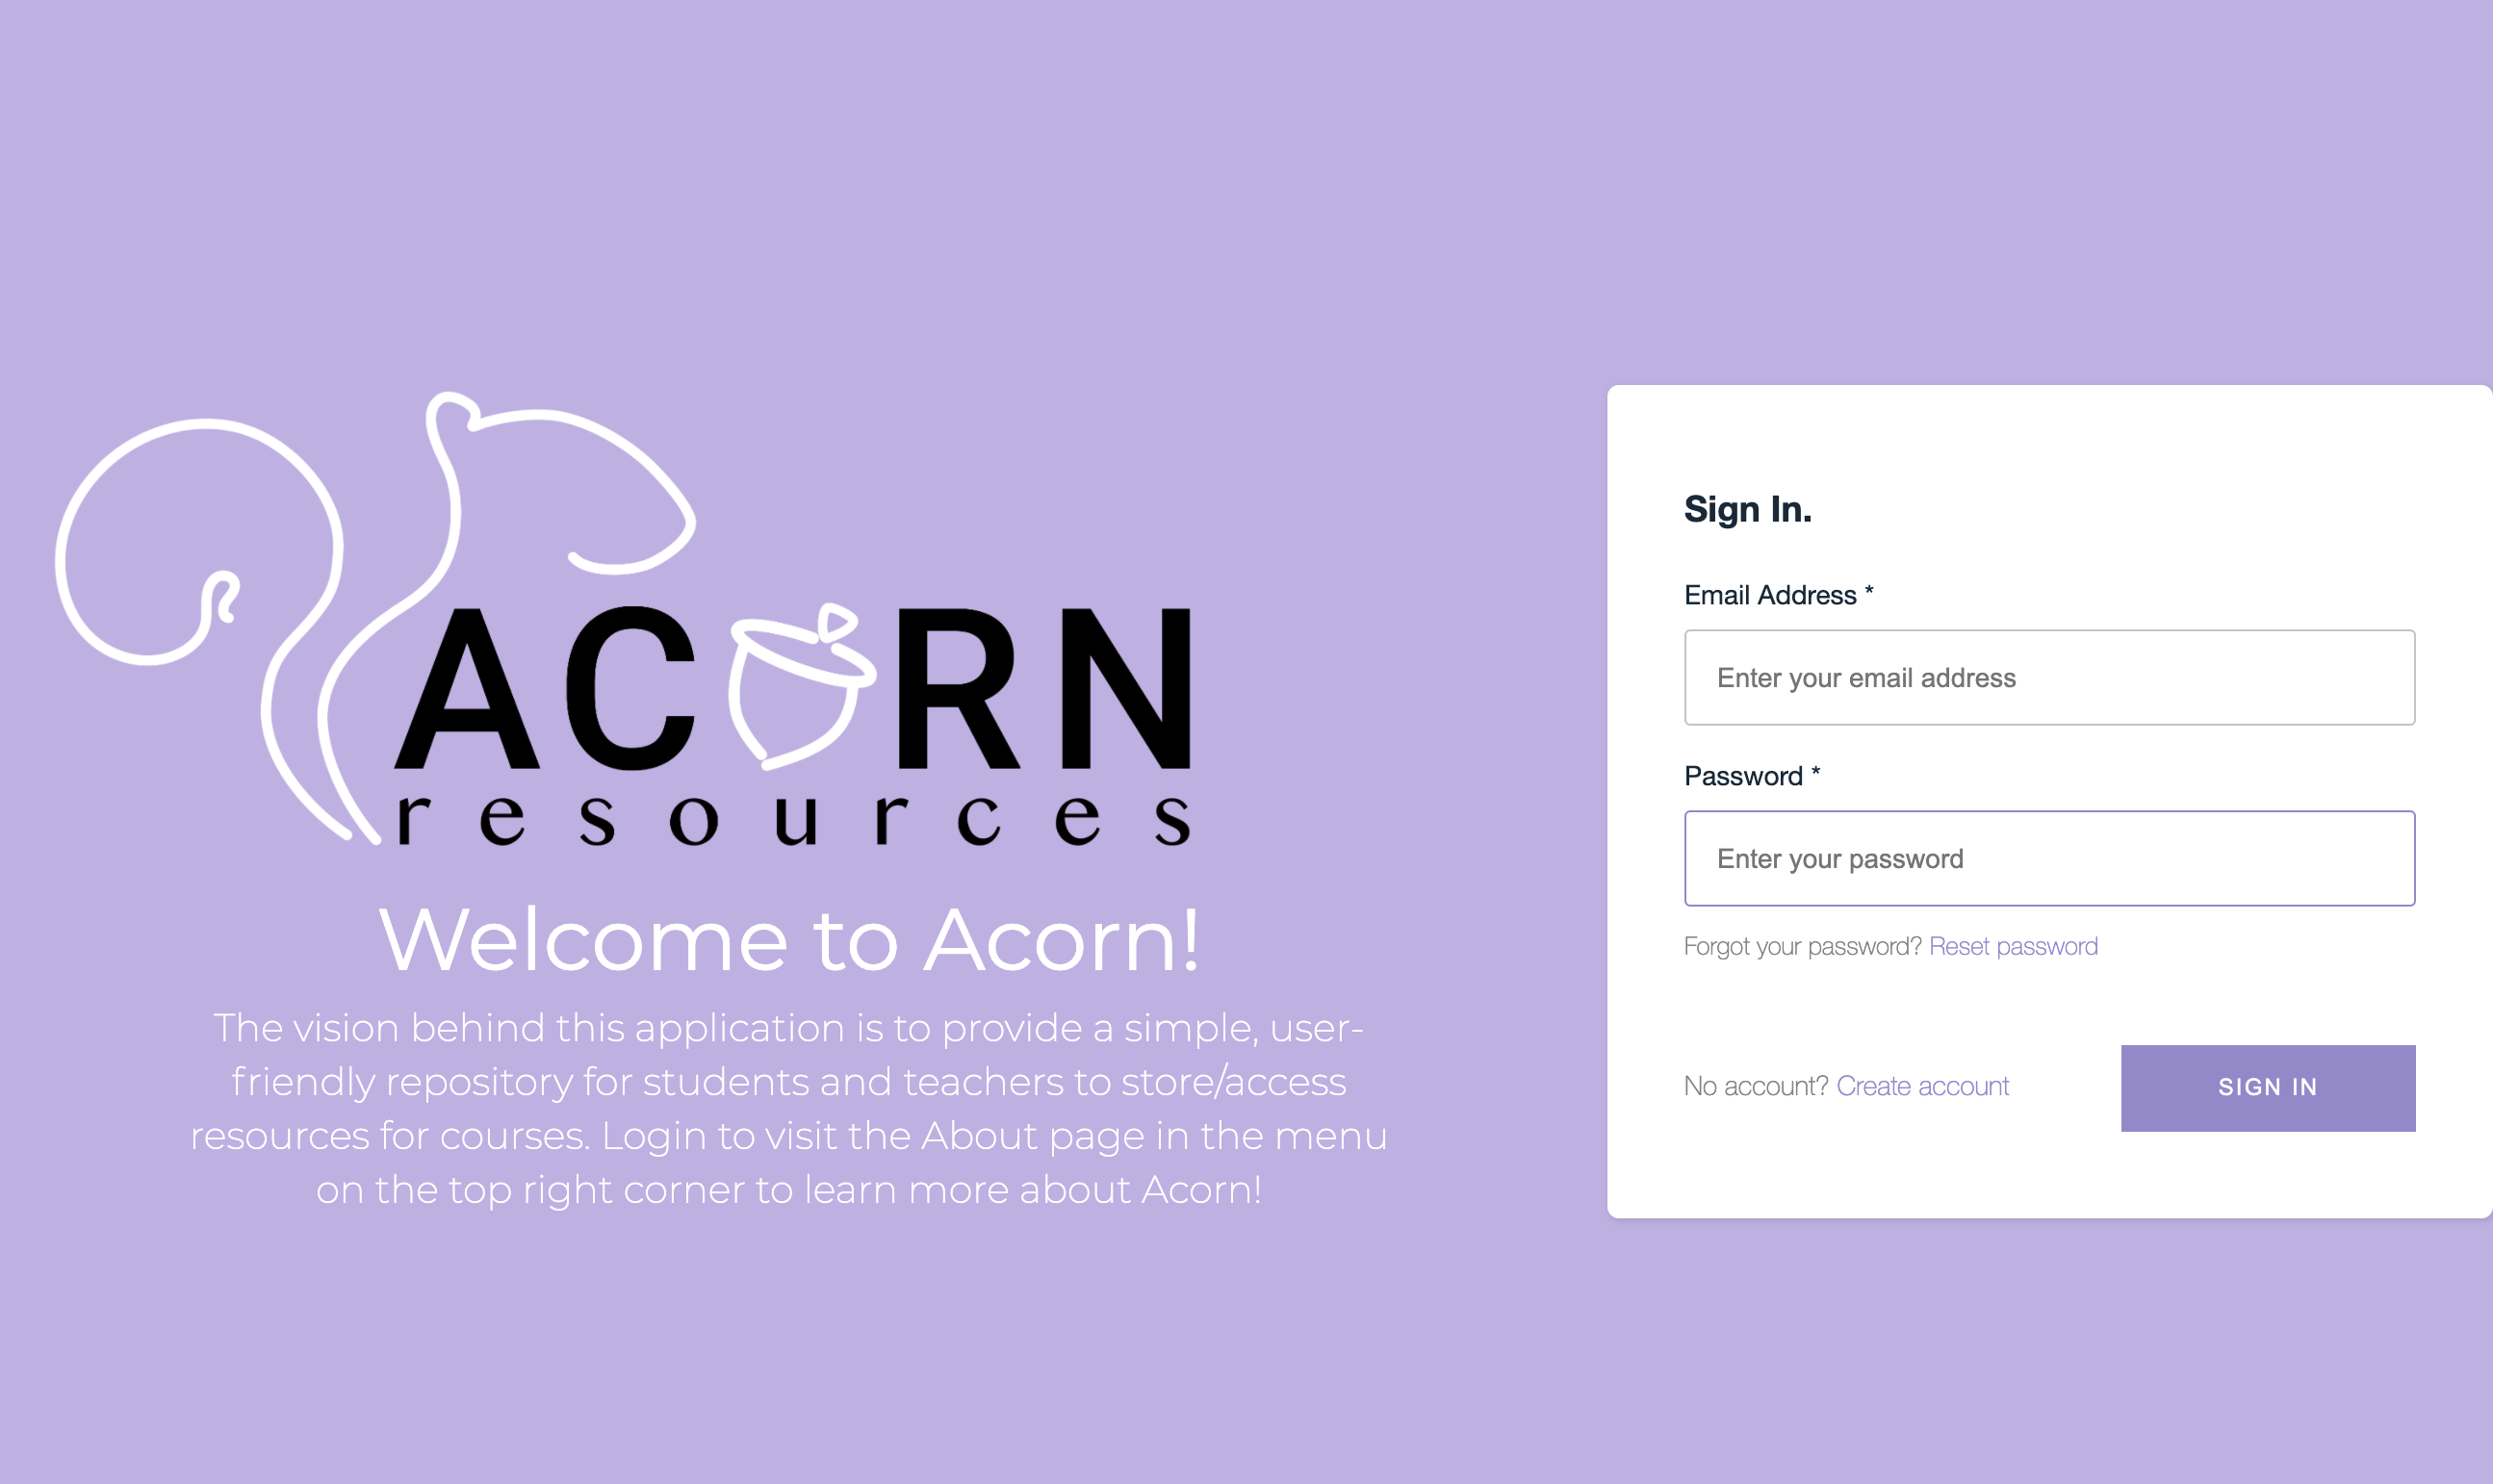 ACORN
resources
Welcome to Acorn!
The vision behind this application is to provide a simple, user-
friendly repository for students and teachers to store/access
resources for courses. Login to visit the About page in the menu
on the top right corner to learn more about Acorn!
Sign In.
Email Address *
Enter your email address
Password *
Enter your password
Forgot your password? Reset password
No account? Create account
SIGN IN